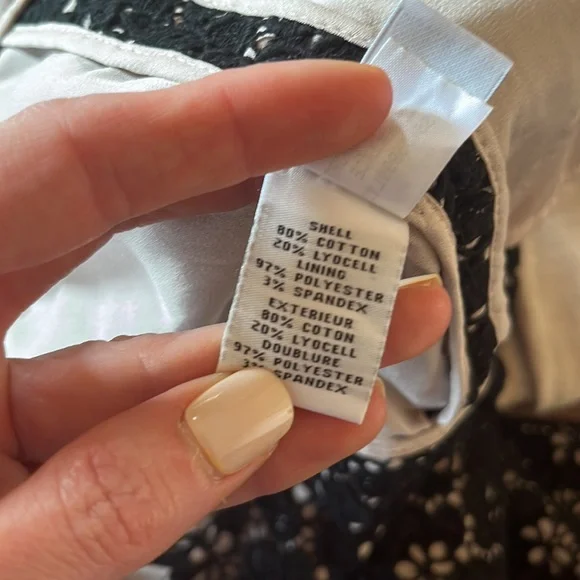 SHELL
80% COTTON
20% LYOCELL
LINING
97% POLYESTER
3% SPANDEX
EXTERIEUR
80% COTON
20% LYOCELL
DOUBLURE
97% POLYESTER
3% SPANDEX